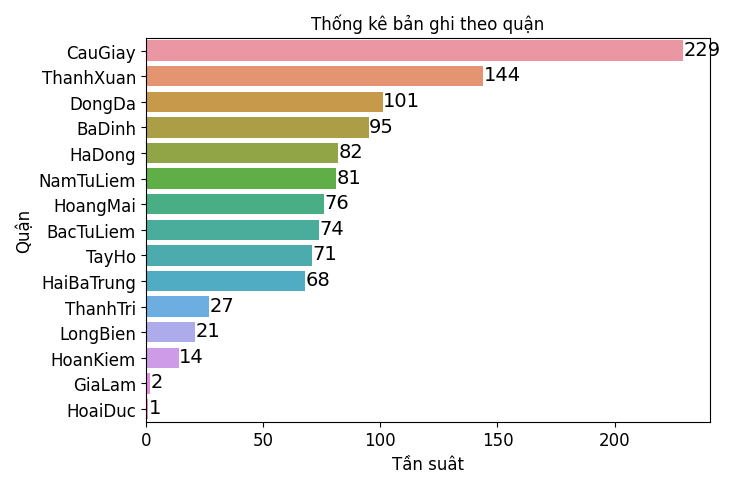 Thống kê bản ghi theo quận
CauGiay 229
ThanhXuan 144
DongDa 101
BaDinh 95
HaDong 82
NamTuLiem 81
HoangMai 76
BacTuLiem 74
TayHo 71
HaiBaTrung 68
ThanhTri 27
LongBien 21
HoanKiem 14
GiaLam 2
HoaiDuc 1
Quận
0 50 100 150 200
Tần suât